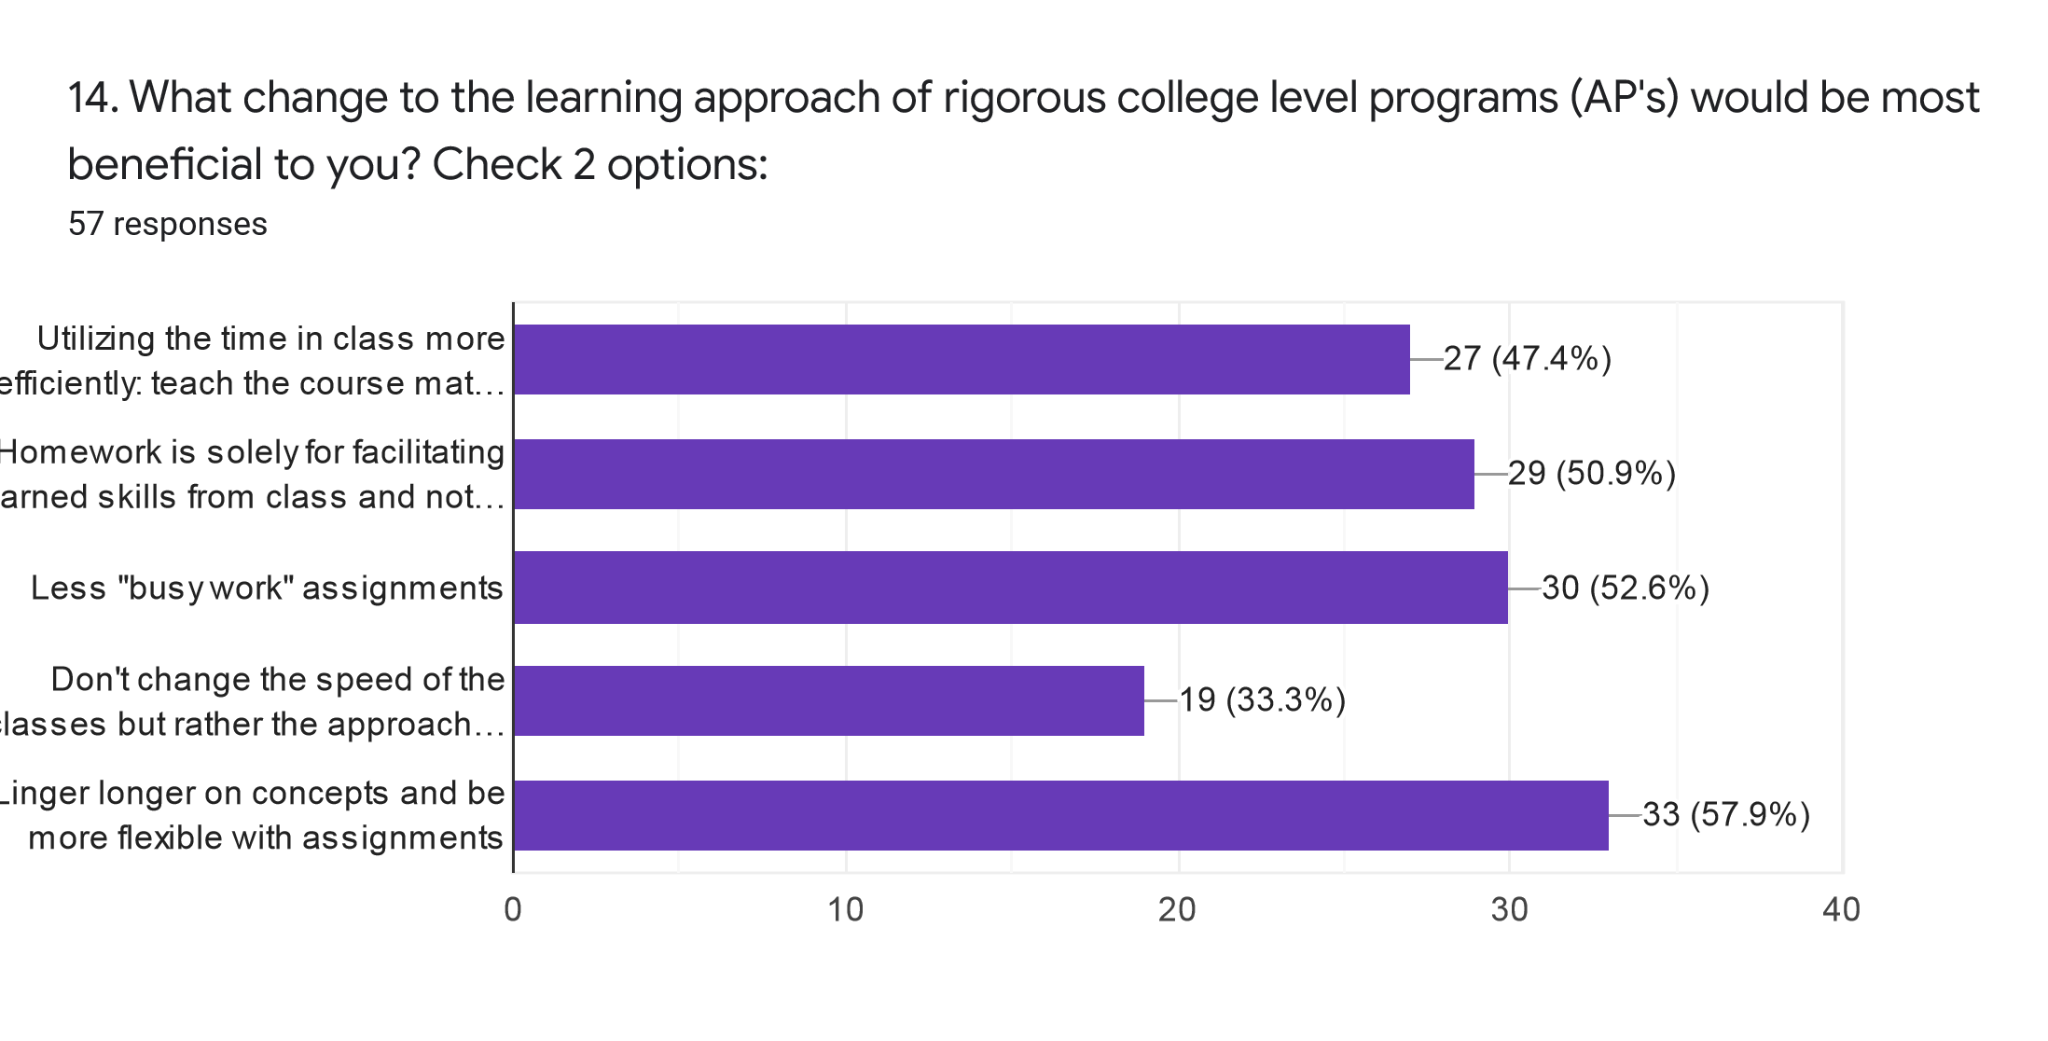 14. What change to the learning approach of rigorous college level programs (AP's) would be most
beneficial to you? Check 2 options:
57 responses
Utilizing the time in class more
efficiently: teach the course mat…
27 (47.4%)
Homework is solely for facilitating
arned skills from class and not…
29 (50.9%)
Less "busy work" assignments
30 (52.6%)
Don't change the speed of the
classes but rather the approach…
19 (33.3%)
Linger longer on concepts and be
more flexible with assignments
33 (57.9%)
0 10 20 30 40